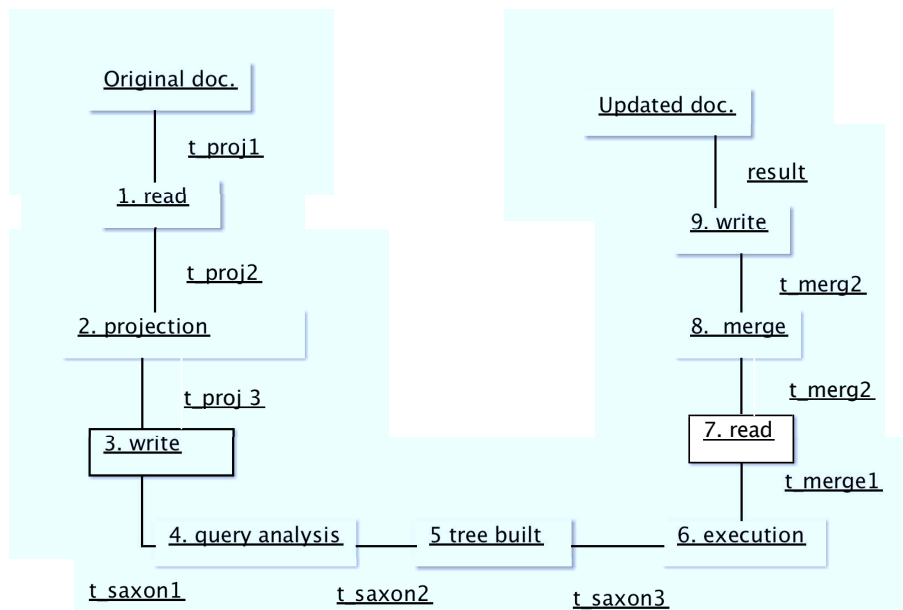 Original doc.
t_proj1
1. read
t_proj2
2. projection
t_proj 3
3. write
4. query analysis
5 tree built
6. execution
t_saxon1
t_saxon2
t_saxon3
t_merge1
7. read
t_merg2
8. merge
t_merg2
9. write
result
Updated doc.